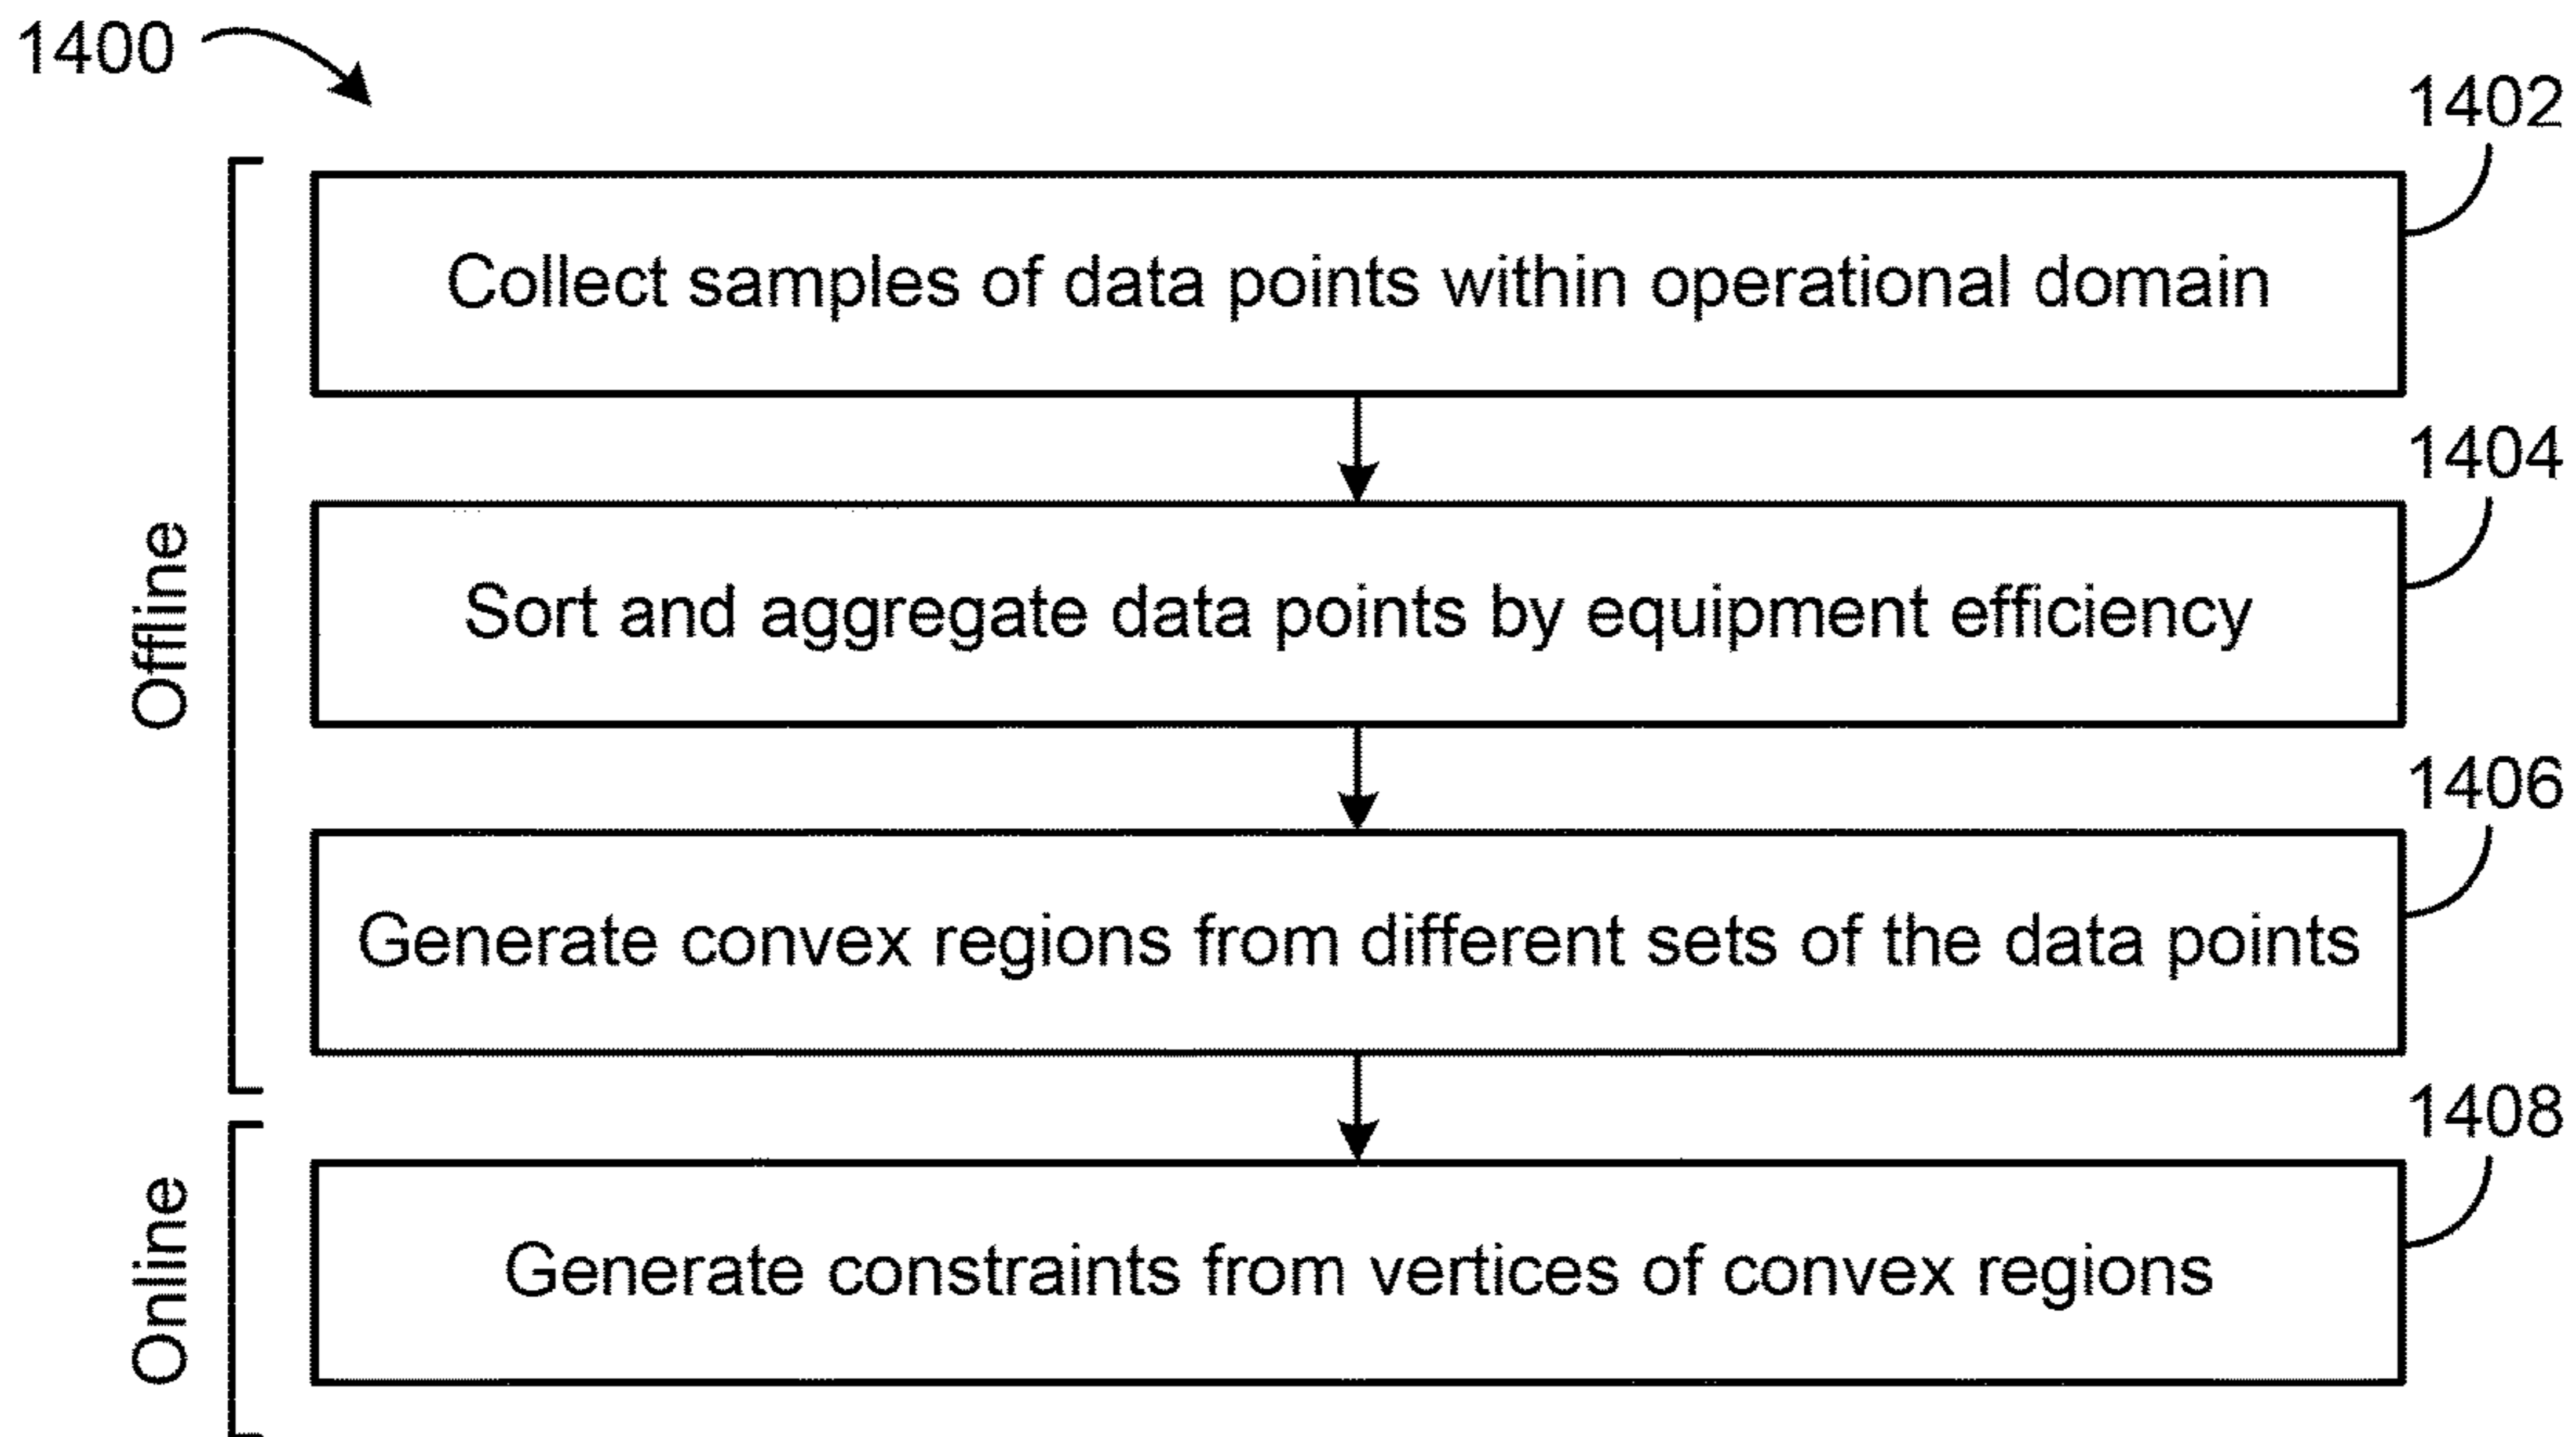 1400
1402
Collect samples of data points within operational domain
1404
Sort and aggregate data points by equipment efficiency
Offline
1406
Generate convex regions from different sets of the data points
1408
Generate constraints from vertices of convex regions
Online